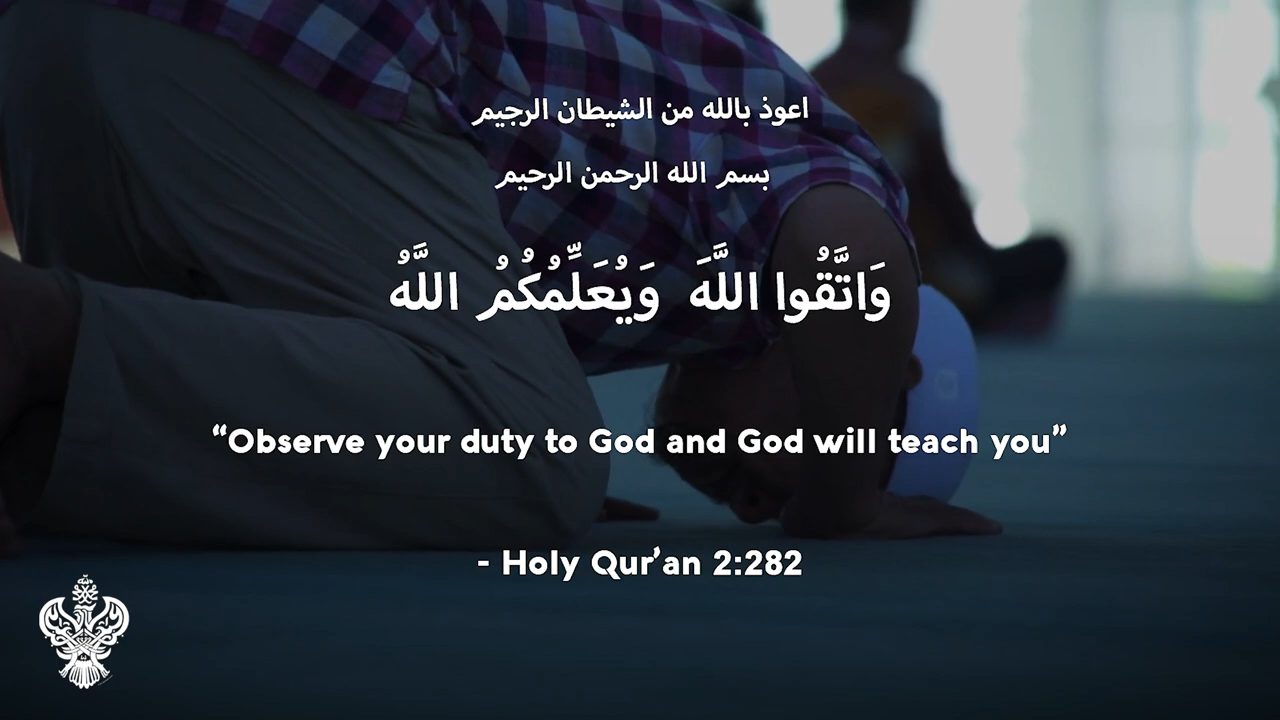 اعوذ بالله من الشيطان الرجيم
بسم الله الرحمن الرحيم
وَاتَّقُوا اللَّهَ وَيُعَلِّمُكُمُ اللَّهُ
“Observe your duty to God and God will teach you”
- Holy Qur’an 2:282